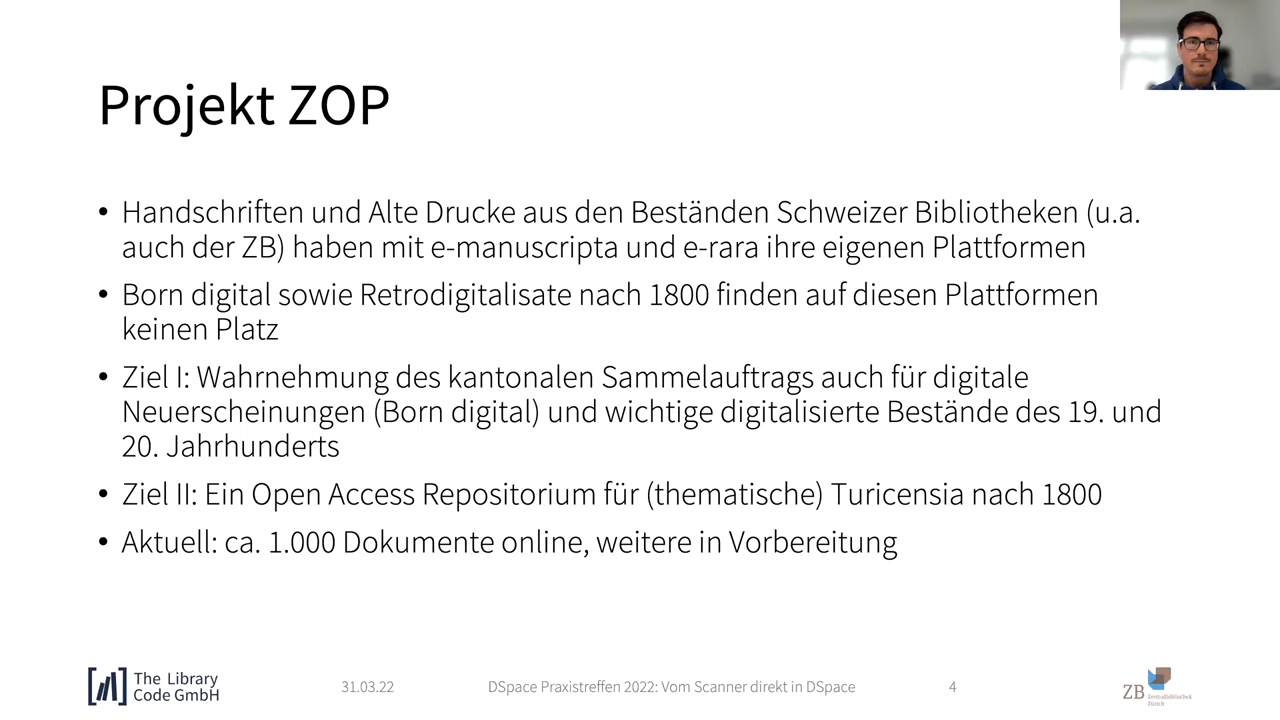 Projekt ZOP
• Handschriften und Alte Drucke aus den Beständen Schweizer Bibliotheken (u.a.
auch der ZB) haben mit e-manuscripta und e-rara ihre eigenen Plattformen
• Born digital sowie Retrodigitalisate nach 1800 finden auf diesen Plattformen
keinen Platz
• Ziel I: Wahrnehmung des kantonalen Sammelauftrags auch für digitale
Neuerscheinungen (Born digital) und wichtige digitalisierte Bestände des 19. und
20. Jahrhunderts
• Ziel II: Ein Open Access Repositorium für (thematische) Turicensia nach 1800
• Aktuell: ca. 1.000 Dokumente online, weitere in Vorbereitung
The Library
Code GmbH
31.03.22
DSpace Praxistreffen 2022: Vom Scanner direkt in DSpace
4
ZB
Zentralbibliothek
Zürich